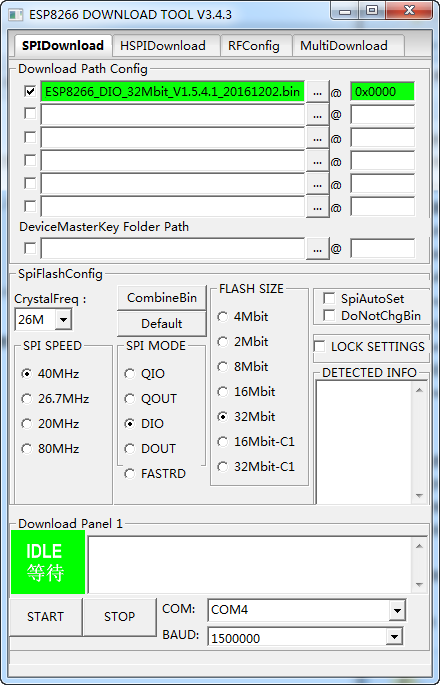 ESP8266 DOWNLOAD TOOL V3.4.3
SPIDownload HSPIDownload RFConfig MultiDownload
Download Path Config
ESP8266_DIO_32Mbit_V1.5.4.1_20161202.bin ... @ 0x0000
... @
... @
... @
... @
... @
DeviceMasterKey Folder Path
... @
SpiFlashConfig
CrystalFreq :
26M
CombineBin
Default
SPI SPEED
40MHz
26.7MHz
20MHz
80MHz
SPI MODE
QIO
QOUT
DIO
DOUT
FASTRD
FLASH SIZE
4Mbit
2Mbit
8Mbit
16Mbit
32Mbit
16Mbit-C1
32Mbit-C1
SpiAutoSet
DoNotChgBin
LOCK SETTINGS
DETECTED INFO
Download Panel 1
IDLE
等待
START STOP
COM: COM4
BAUD: 1500000